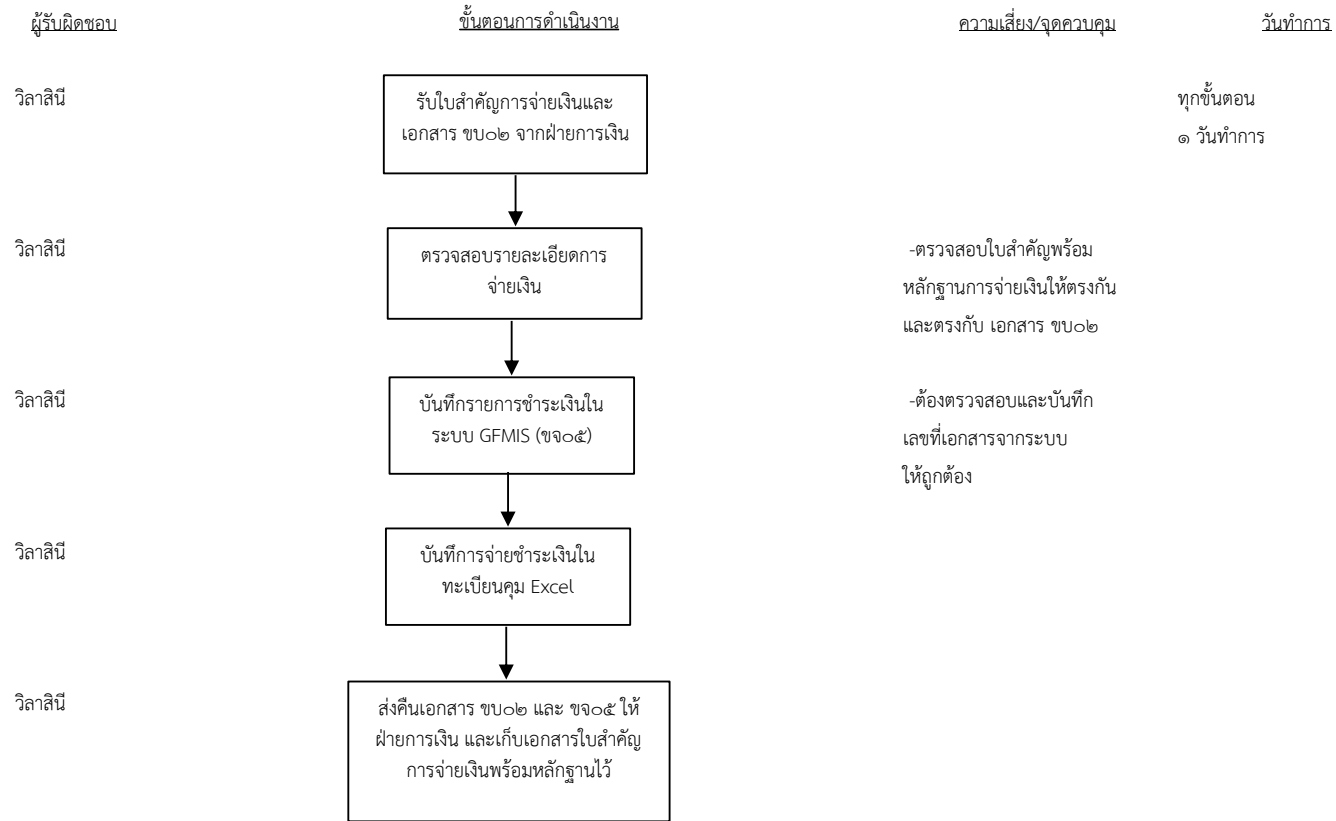 ผู้รับผิดชอบ ขั้นตอนการดำเนินงาน ความเสี่ยง/จุดควบคุม วันทำการ
วิลาสินี
รับใบสำคัญการจ่ายเงินและ
เอกสาร ขบ๐๒ จากฝ่ายการเงิน
ทุกขั้นตอน
๑ วันทำการ
วิลาสินี
ตรวจสอบรายละเอียดการ
จ่ายเงิน
-ตรวจสอบใบสำคัญพร้อม
หลักฐานการจ่ายเงินให้ตรงกัน
และตรงกับ เอกสาร ขบ๐๒
วิลาสินี
บันทึกรายการชำระเงินใน
ระบบ GFMIS (ขจ๐๕)
-ต้องตรวจสอบและบันทึก
เลขที่เอกสารจากระบบ
ให้ถูกต้อง
วิลาสินี
บันทึการจ่ายชำระเงินใน
ทะเบียนคุม Excel
วิลาสินี
ส่งคืนเอกสาร ขบ๐๒ และ ขจ๐๕ ให้
ฝ่ายการเงิน และเก็บเอกสารใบสำคัญ
การจ่ายเงินพร้อมหลักฐานไว้